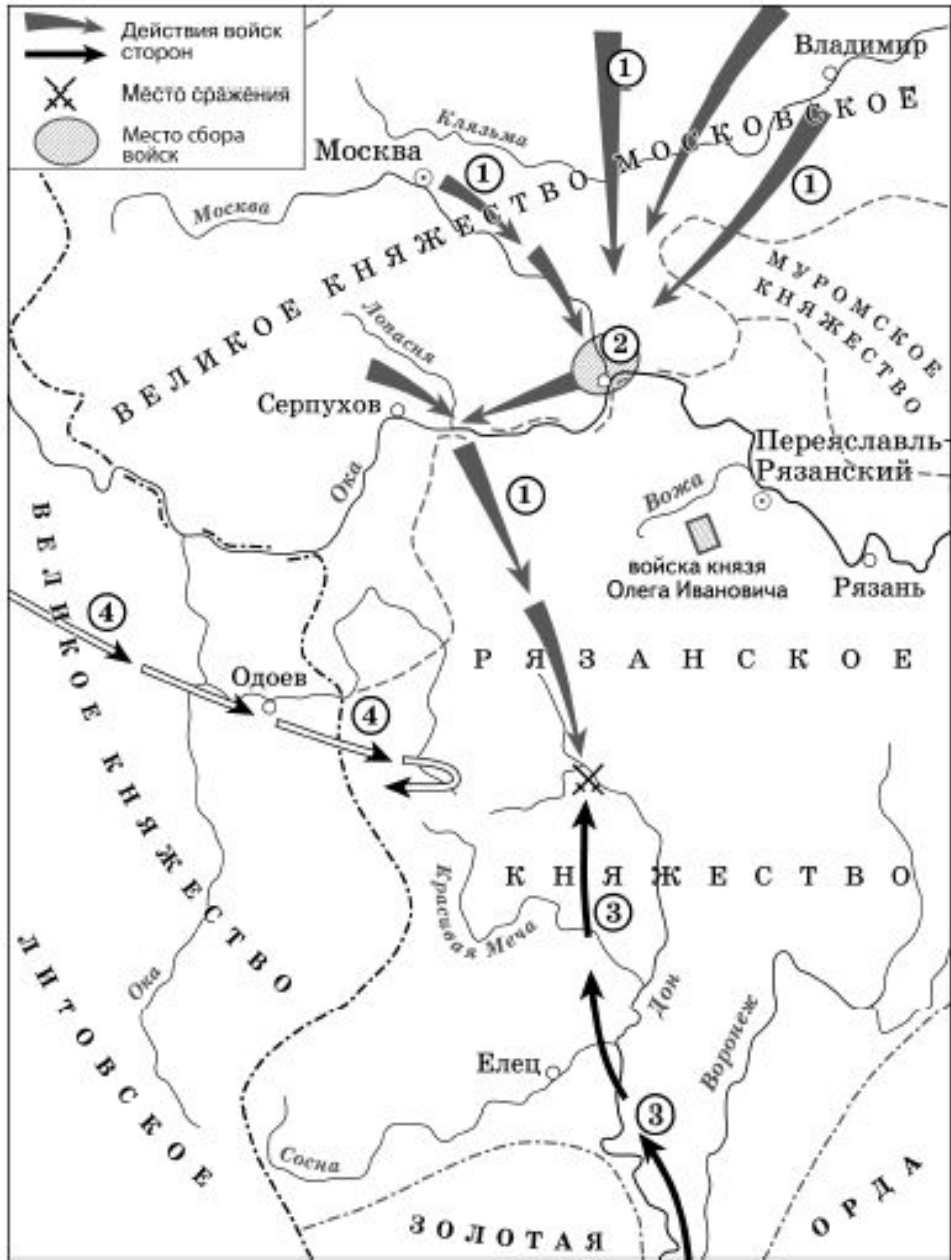 Действия войск
сторон
Место сражения
Место сбора
войск
1
Владимир
Клязьма
Москва
1
Москва
ВЕЛИКОЕ КНЯЖЕСТВО МОСКОВСКОЕ
1
МУРОМСКОЕ
КНЯЖЕСТВО
Лопасня
2
Серпухов
Ока
1
Переяславль-
Рязанский
Вожа
войска князя
Олега Ивановича
Рязань
4
Одоев
4
РЯЗАНСКОЕ
КНЯЖЕСТВО
ВЕЛИКОЕ КНЯЖЕСТВО
ЛИТОВСКОЕ
Красивая
Меча
3
Ока
Дон
Воронеж
Елец
3
Сосна
ЗОЛОТАЯ
ОРДА